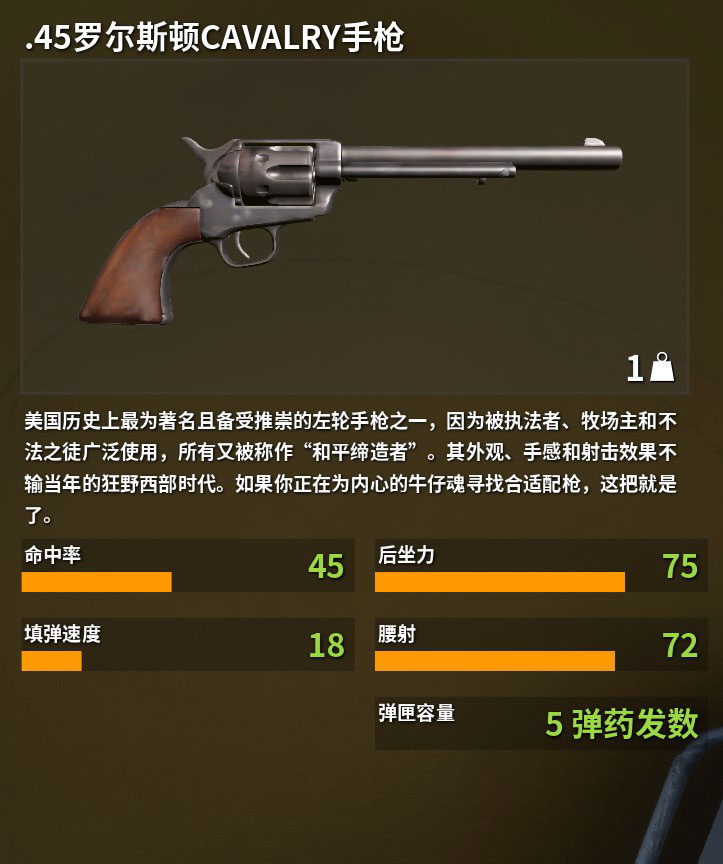 .45罗尔斯顿CAVALRY手枪
1
美国历史上最为著名且备受推崇的左轮手枪之一，因为被执法者、牧场主和不
法之徒广泛使用，所有又被称作“和平缔造者”。其外观、手感和射击效果不
输当年的狂野西部时代。如果你正在为内心的牛仔魂寻找合适配枪，这把就是
了。
命中率 45
后坐力 75
填弹速度 18
腰射 72
弹匣容量 5 弹药发数